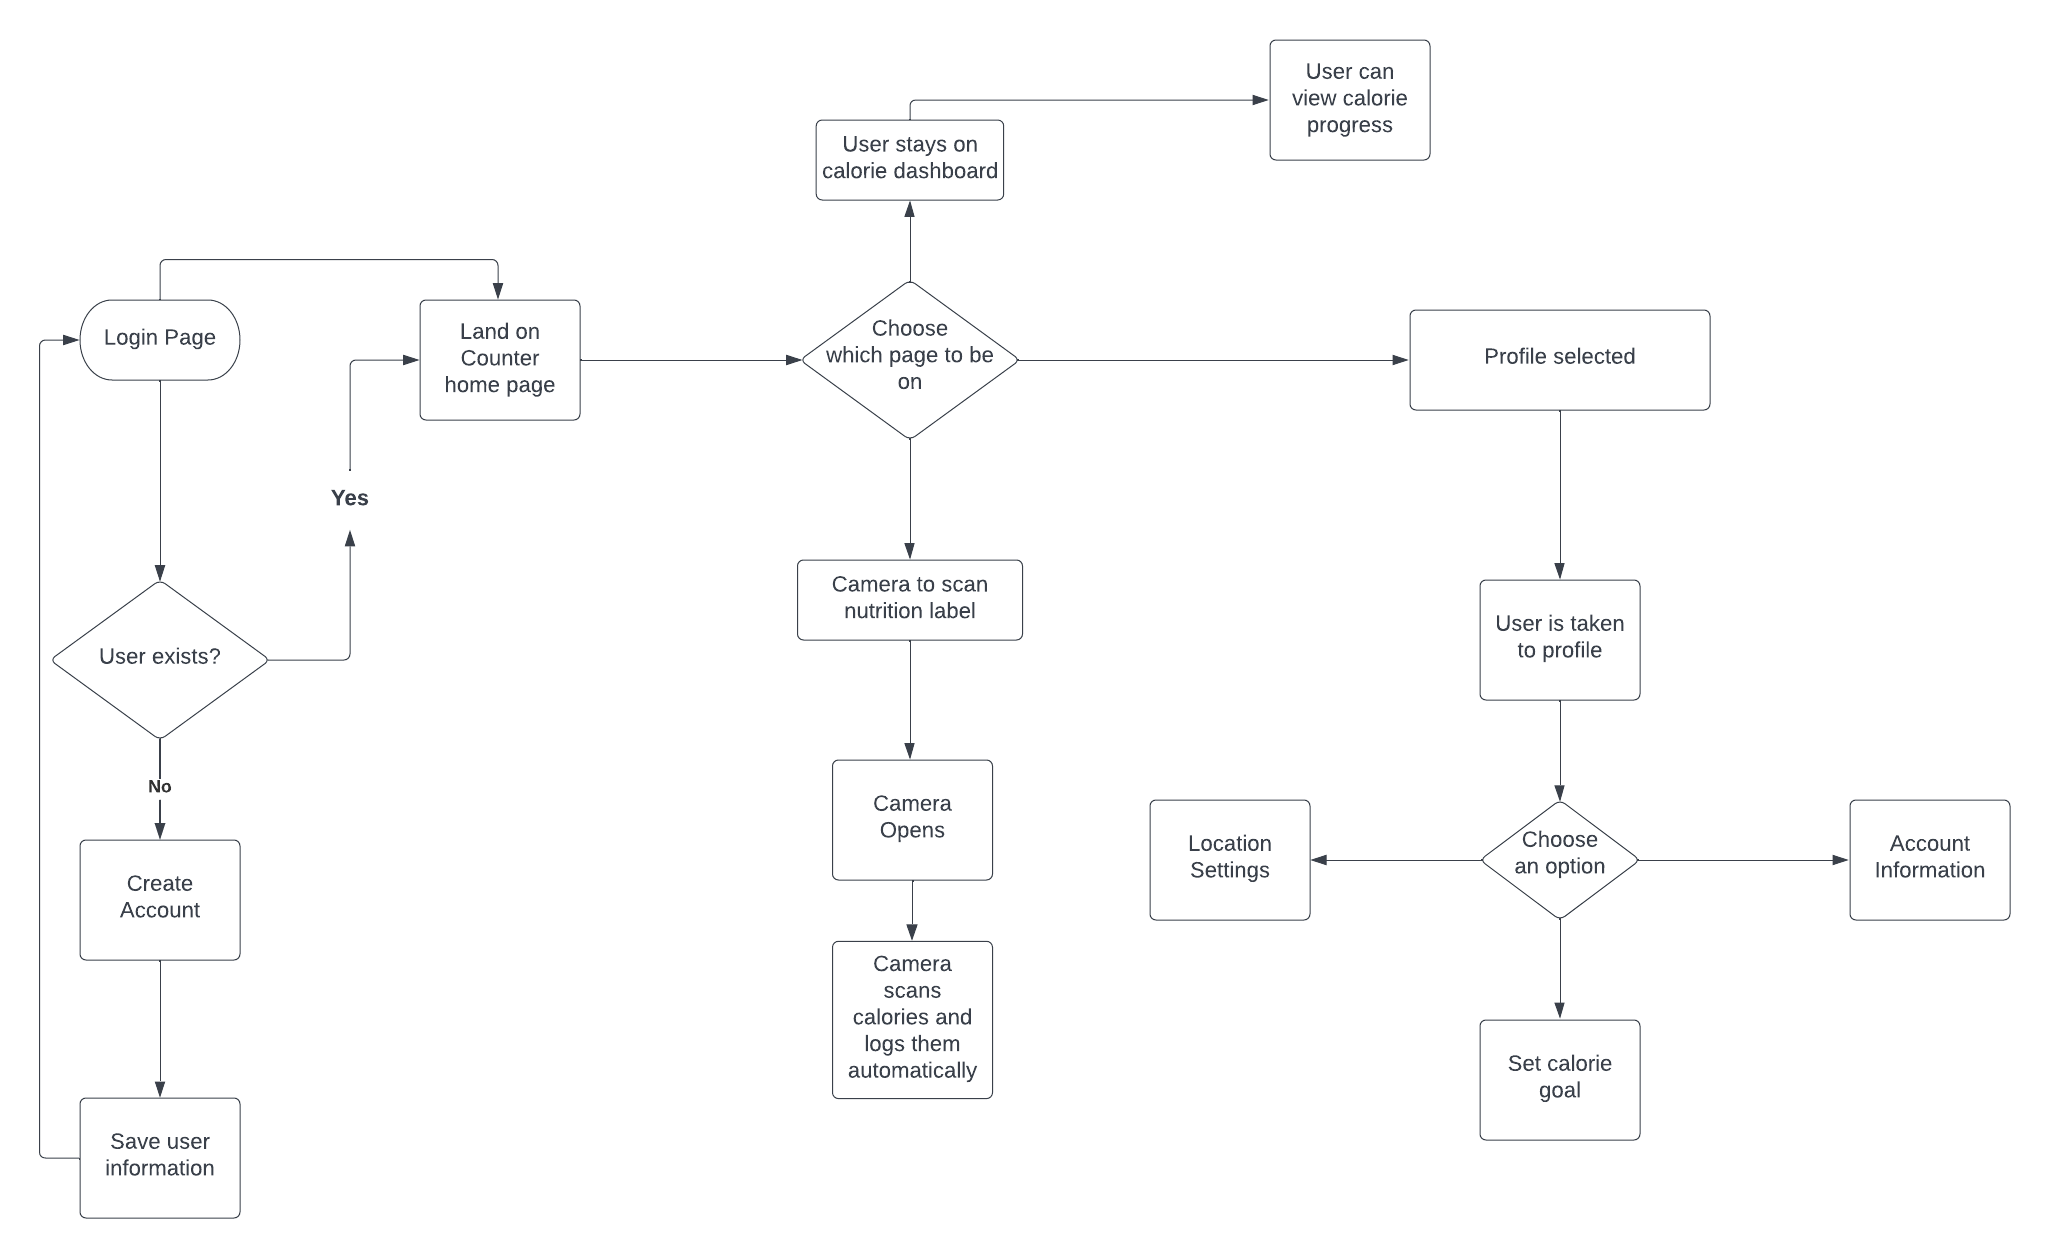 User can
view calorie
progress
User stays on
calorie dashboard
Login Page
Land on
Counter
home page
Choose
which page to be
on
Profile selected
Yes
User exists?
Camera to scan
nutrition label
User is taken
to profile
No
Create
Account
Camera
Opens
Location
Settings
Choose
an option
Account
Information
Camera
scans
calories and
logs them
automatically
Set calorie
goal
Save user
information